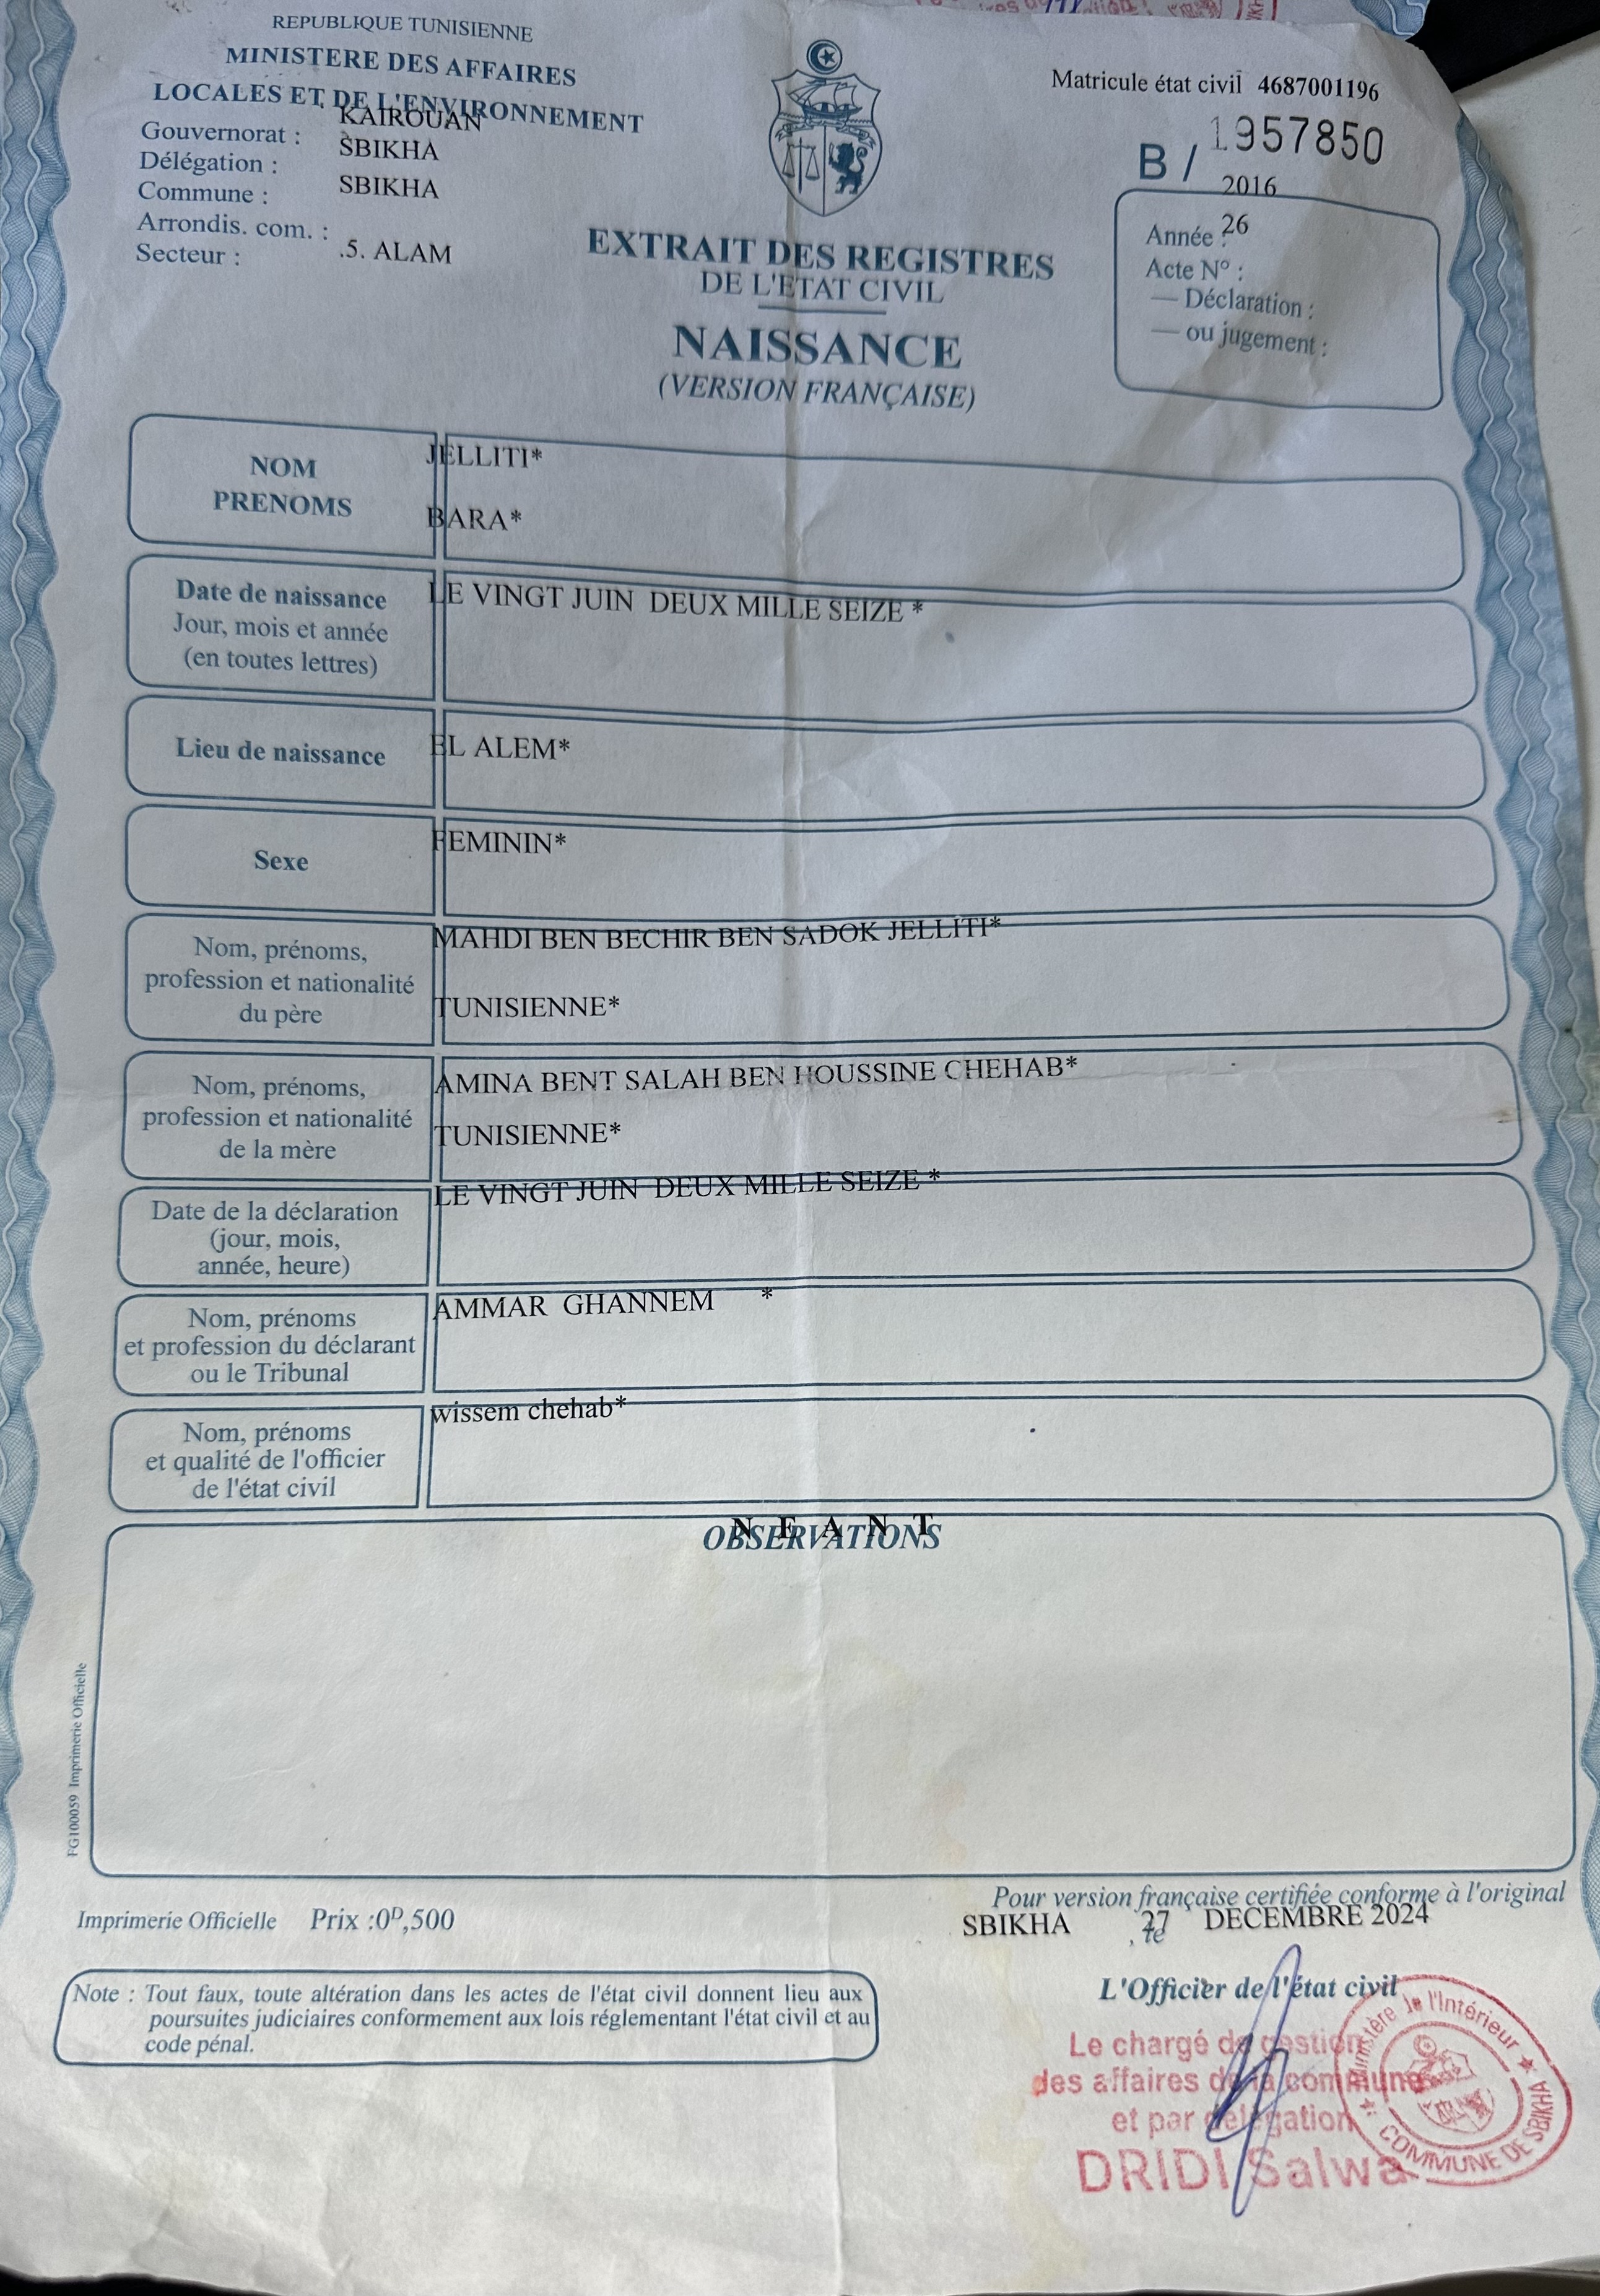 REPUBLIQUE TUNISIENNE
MINISTERE DES AFFAIRES
LOCALES ET DE L'ENVIRONNEMENT
Gouvernorat : KAIROUAN
Délégation : SBIKHA
Commune : SBIKHA
Arrondis. com. :
Secteur : .5. ALAM
Matricule état civil 4687001196
B / 1957850
2016
Année : 26
Acte N° :
— Déclaration :
— ou jugement :
EXTRAIT DES REGISTRES
DE L'ETAT CIVIL
NAISSANCE
(VERSION FRANÇAISE)
NOM JELLITI*
PRENOMS BARA*
Date de naissance LE VINGT JUIN DEUX MILLE SEIZE *
Jour, mois et année
(en toutes lettres)
Lieu de naissance EL ALEM*
Sexe FEMININ*
Nom, prénoms, MAHDI BEN BECHIR BEN SADOK JELLITI*
profession et nationalité
du père TUNISIENNE*
Nom, prénoms, AMINA BENT SALAH BEN HOUSSINE CHEHAB*
profession et nationalité TUNISIENNE*
de la mère
Date de la déclaration LE VINGT JUIN DEUX MILLE SEIZE *
(jour, mois,
année, heure)
Nom, prénoms AMMAR GHANNEM *
et profession du déclarant
ou le Tribunal
Nom, prénoms wissem chehab*
et qualité de l'officier
de l'état civil
N E A N T
OBSERVATIONS
FG100059 Imprimerie Officielle
Imprimerie Officielle Prix :0D,500
Pour version française certifiée conforme à l'original
SBIKHA , le 27 DECEMBRE 2024
Note : Tout faux, toute altération dans les actes de l'état civil donnent lieu aux
poursuites judiciaires conformement aux lois réglementant l'état civil et au
code pénal.
L'Officier de l'état civil
Le chargé de gestion
des affaires de la commune
et par délégation
DRIDI Salwa
Ministère de l'Intérieur
COMMUNE DE SBIKHA